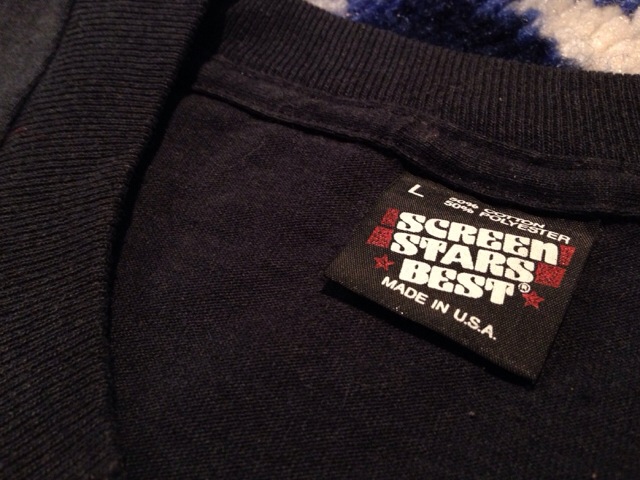 L
50% COTTON
50% POLYESTER
SCREEN
STARS
BEST®
MADE IN U.S.A.